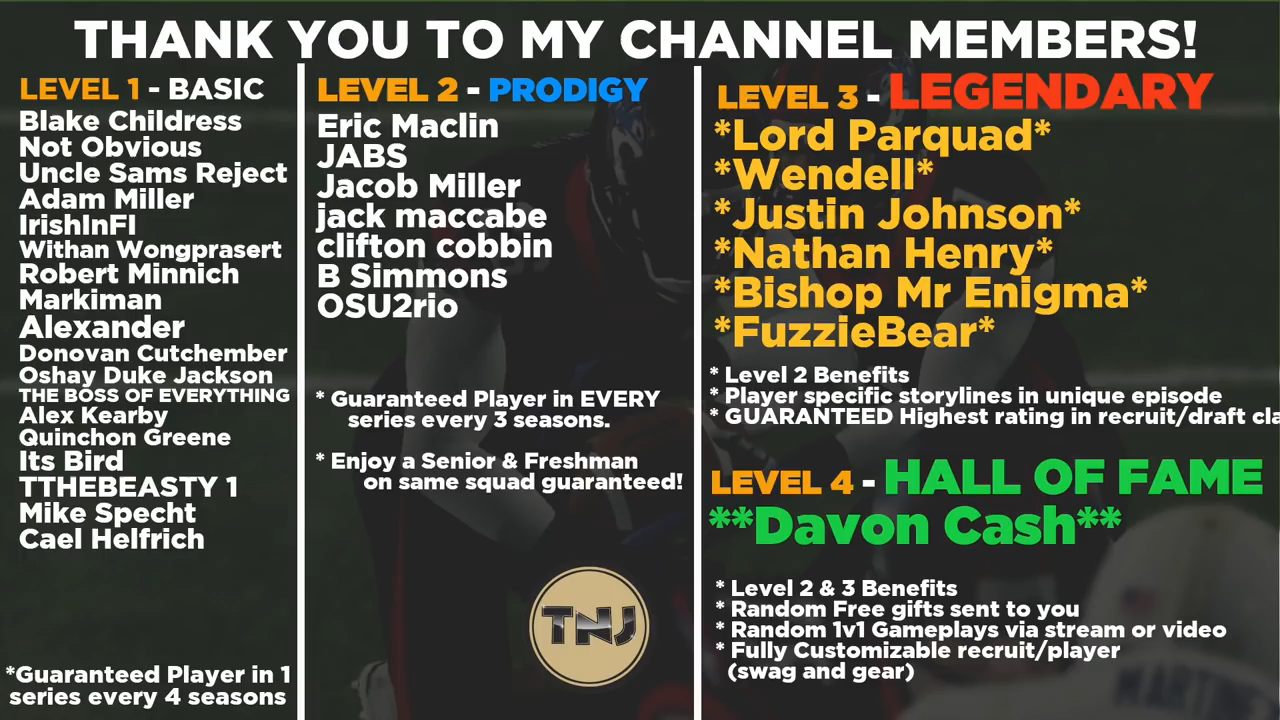 THANK YOU TO MY CHANNEL MEMBERS!
LEVEL 1 - BASIC
Blake Childress
Not Obvious
Uncle Sams Reject
Adam Miller
IrishInFl
Withan Wongprasert
Robert Minnich
Markiman
Alexander
Donovan Cutchember
Oshay Duke Jackson
THE BOSS OF EVERYTHING
Alex Kearby
Quinchon Greene
Its Bird
TTHEBEASTY 1
Mike Specht
Cael Helfrich
*Guaranteed Player in 1
series every 4 seasons
LEVEL 2 - PRODIGY
Eric Maclin
JABS
Jacob Miller
jack maccabe
clifton cobbin
B Simmons
OSU2rio
* Guaranteed Player in EVERY
series every 3 seasons.
* Enjoy a Senior & Freshman
on same squad guaranteed!
TNJ
LEVEL 3 - LEGENDARY
*Lord Parquad*
*Wendell*
*Justin Johnson*
*Nathan Henry*
*Bishop Mr Enigma*
*FuzzieBear*
* Level 2 Benefits
* Player specific storylines in unique episode
* GUARANTEED Highest rating in recruit/draft cla
LEVEL 4 - HALL OF FAME
**Davon Cash**
* Level 2 & 3 Benefits
* Random Free gifts sent to you
* Random 1v1 Gameplays via stream or video
* Fully Customizable recruit/player
(swag and gear)
MARTINE